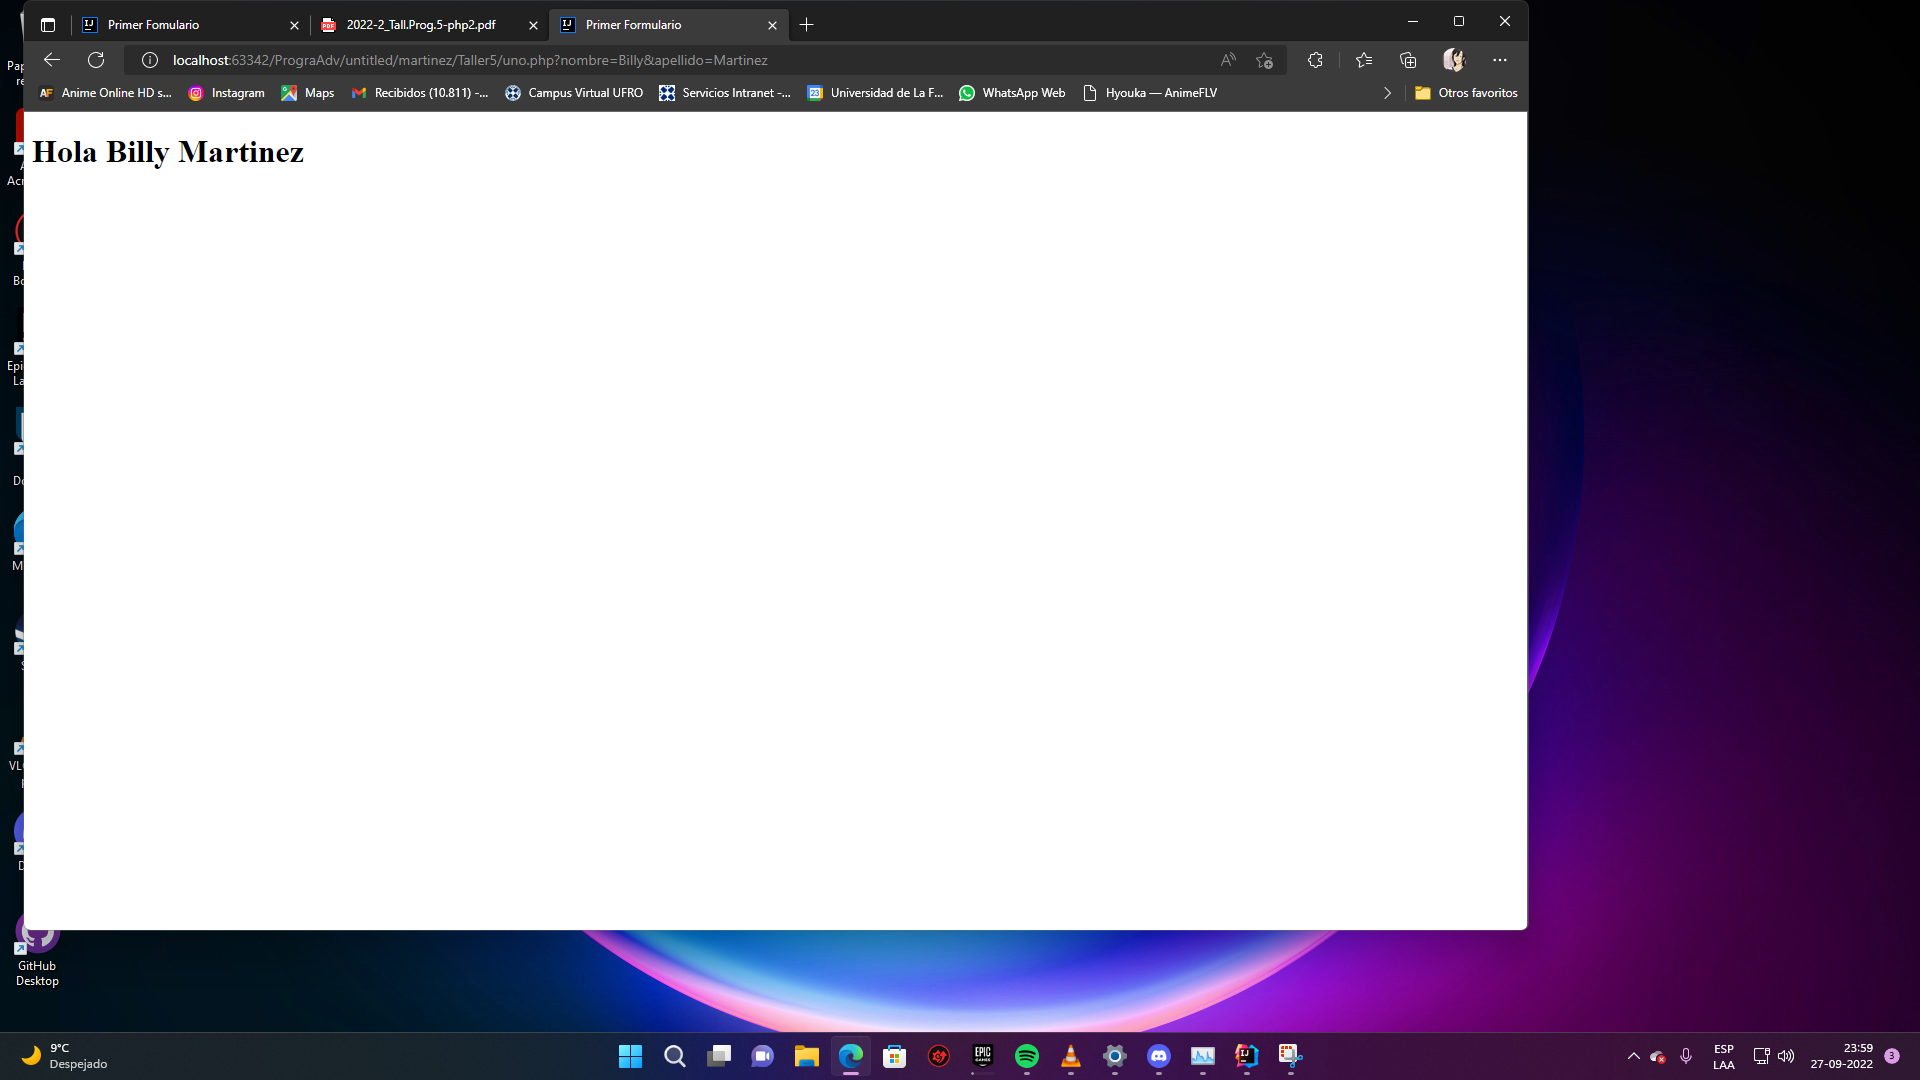 Primer Fomulario
2022-2_Tall.Prog.5-php2.pdf
Primer Formulario
localhost:63342/PrograAdv/untitled/martinez/Taller5/uno.php?nombre=Billy&apellido=Martinez
Anime Online HD s...
Instagram
Maps
Recibidos (10.811) -...
Campus Virtual UFRO
Servicios Intranet -...
Universidad de La F...
WhatsApp Web
Hyouka — AnimeFLV
Otros favoritos
Hola Billy Martinez
GitHub
Desktop
9°C
Despejado
EPIC
GAMES
ESP
LAA
23:59
27-09-2022
3